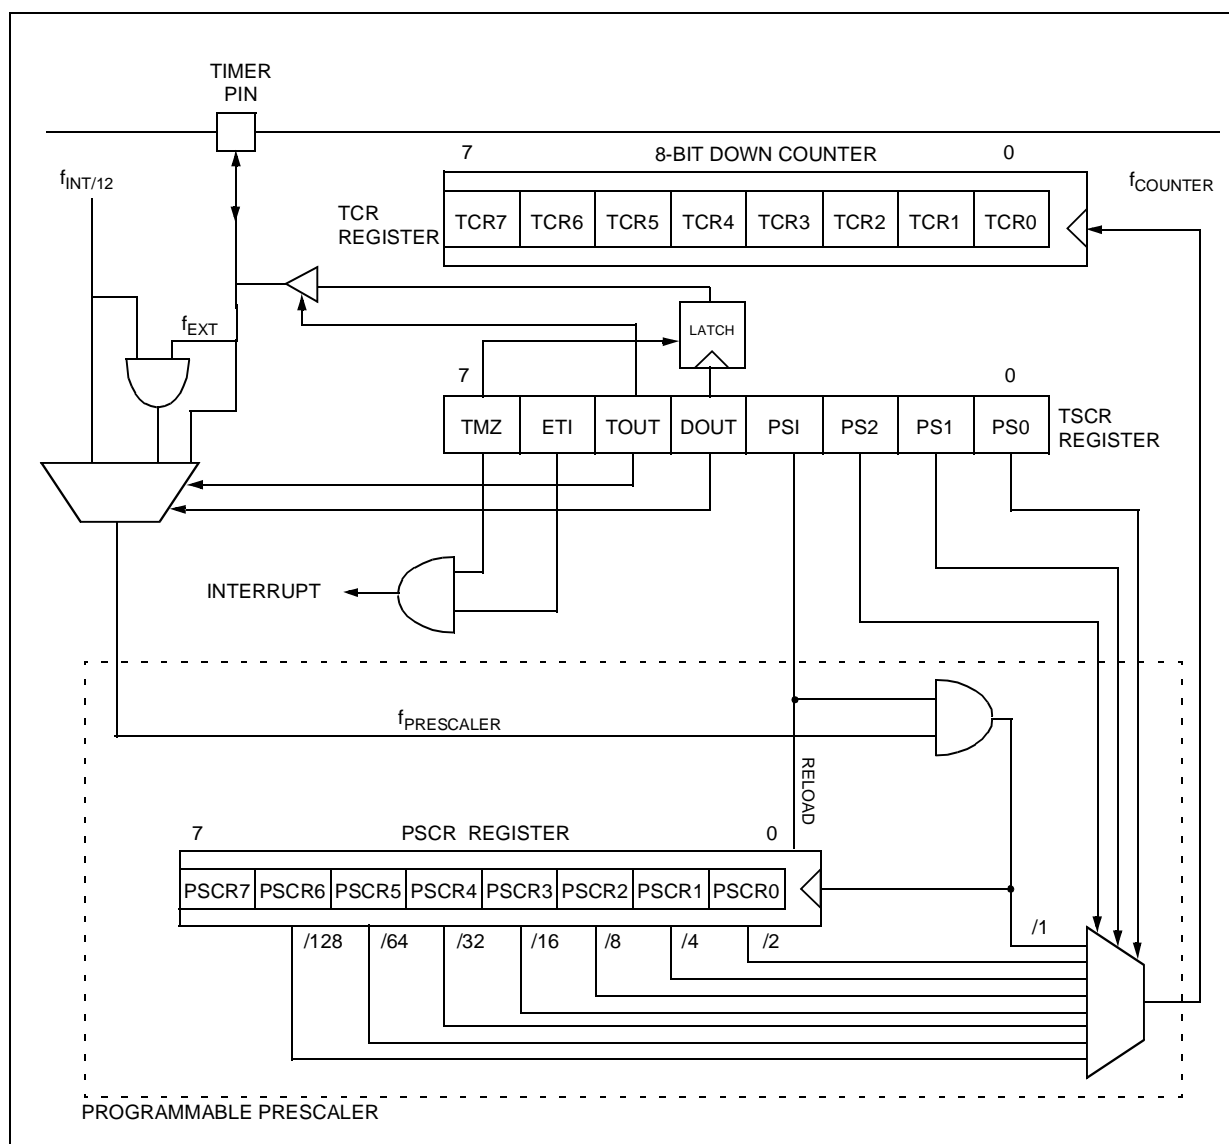 TIMER
PIN
7 8-BIT DOWN COUNTER 0
fINT/12
fCOUNTER
TCR
REGISTER
TCR7 TCR6 TCR5 TCR4 TCR3 TCR2 TCR1 TCR0
fEXT
LATCH
7 0
TMZ ETI TOUT DOUT PSI PS2 PS1 PS0
TSCR
REGISTER
INTERRUPT
fPRESCALER
RELOAD
7 PSCR REGISTER 0
PSCR7 PSCR6 PSCR5 PSCR4 PSCR3 PSCR2 PSCR1 PSCR0
/128 /64 /32 /16 /8 /4 /2 /1
PROGRAMMABLE PRESCALER